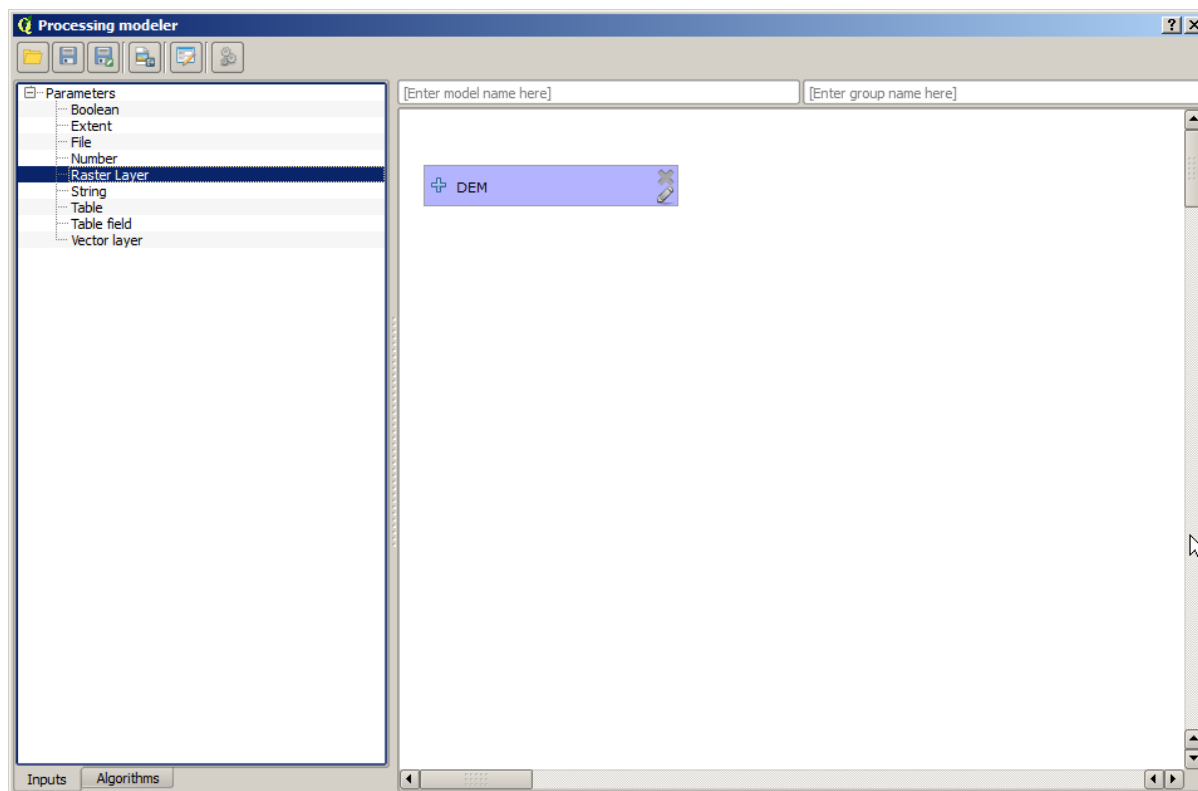 Processing modeler
Parameters
Boolean
Extent
File
Number
Raster Layer
String
Table
Table field
Vector layer
Inputs
Algorithms
[Enter model name here]
[Enter group name here]
DEM